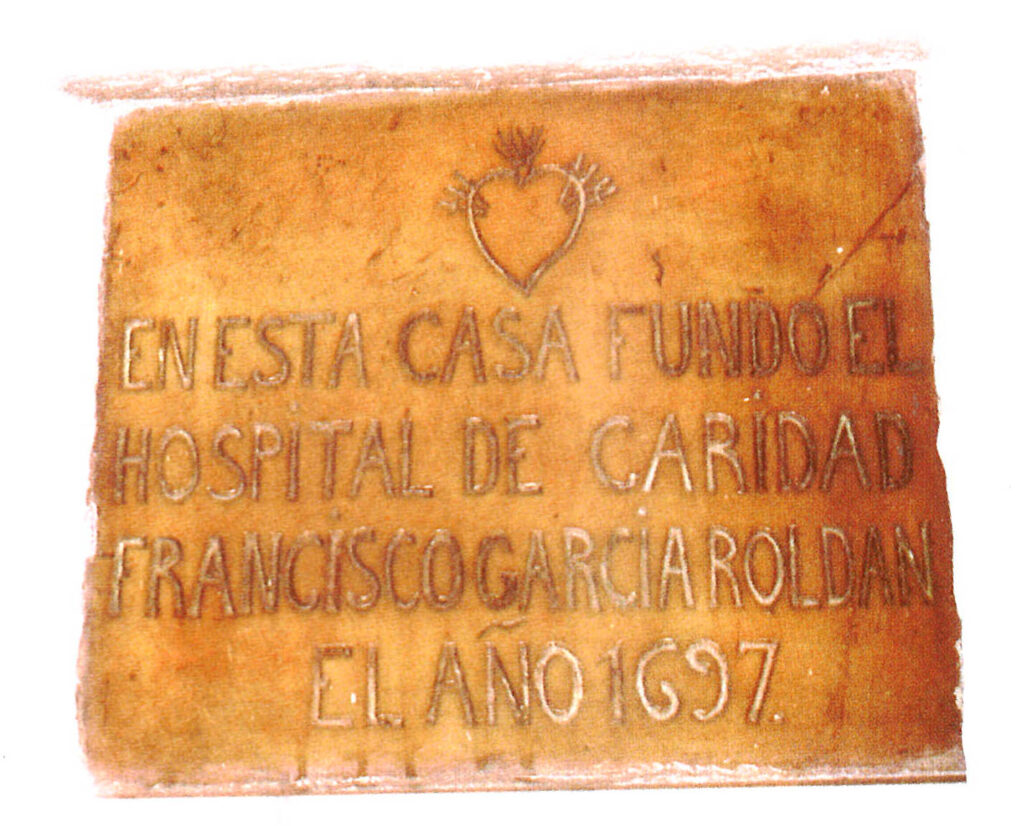 EN ESTA CASA FUNDO EL
HOSPITAL DE CARIDAD
FRANCISCO GARCIA ROLDAN
EL AÑO 1697.